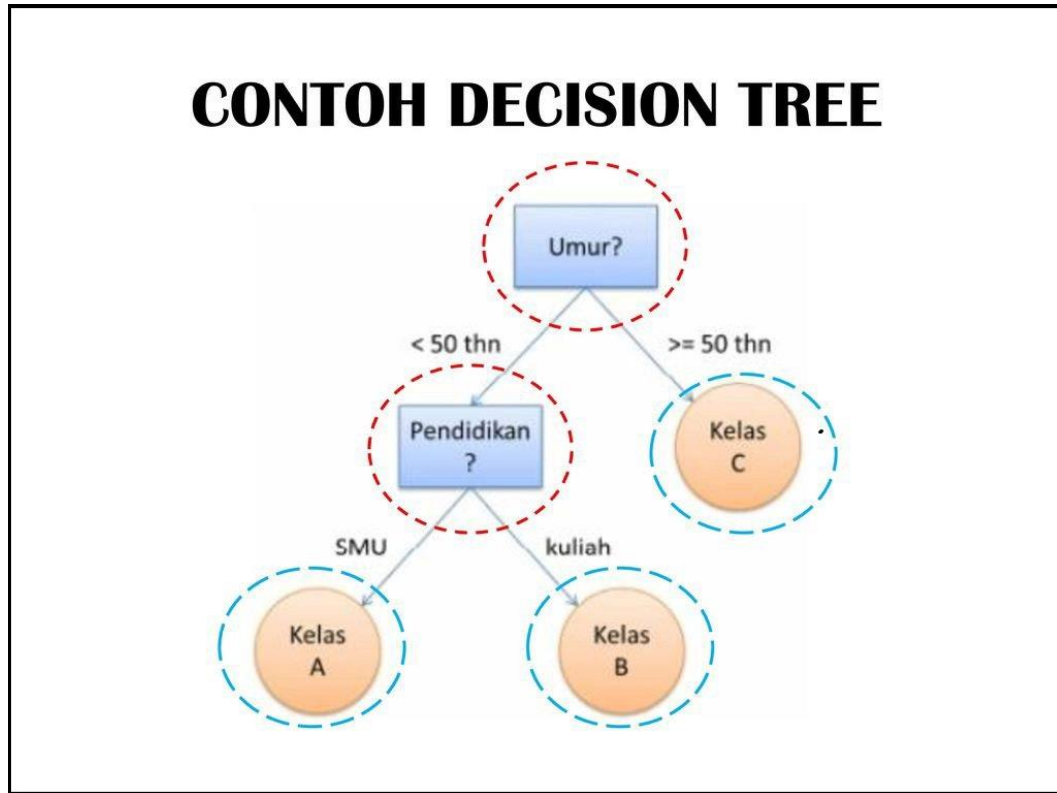 CONTOH DECISION TREE
Umur?
< 50 thn
>= 50 thn
Pendidikan
?
Kelas
C
SMU
kuliah
Kelas
A
Kelas
B